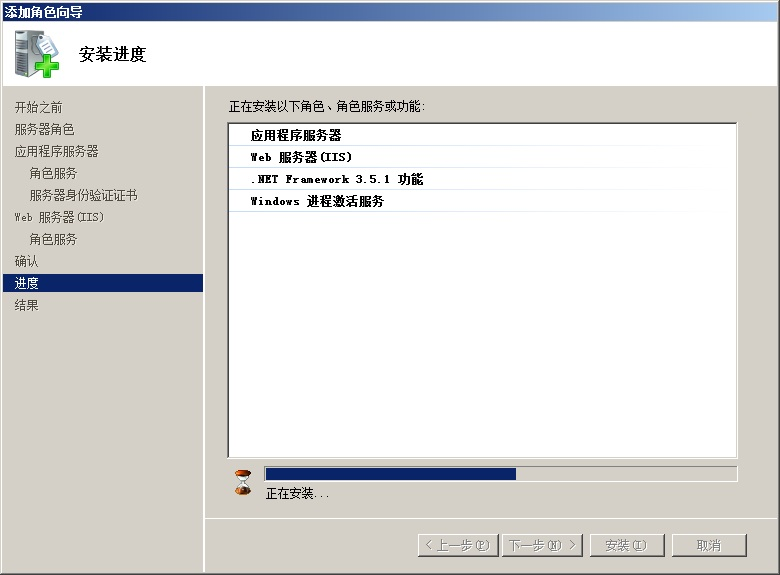 添加角色向导
安装进度
开始之前
服务器角色
应用程序服务器
角色服务
服务器身份验证证书
Web 服务器(IIS)
角色服务
确认
进度
结果
正在安装以下角色、角色服务或功能:
应用程序服务器
Web 服务器(IIS)
.NET Framework 3.5.1 功能
Windows 进程激活服务
正在安装...
< 上一步(P) 下一步(N) > 安装(I) 取消